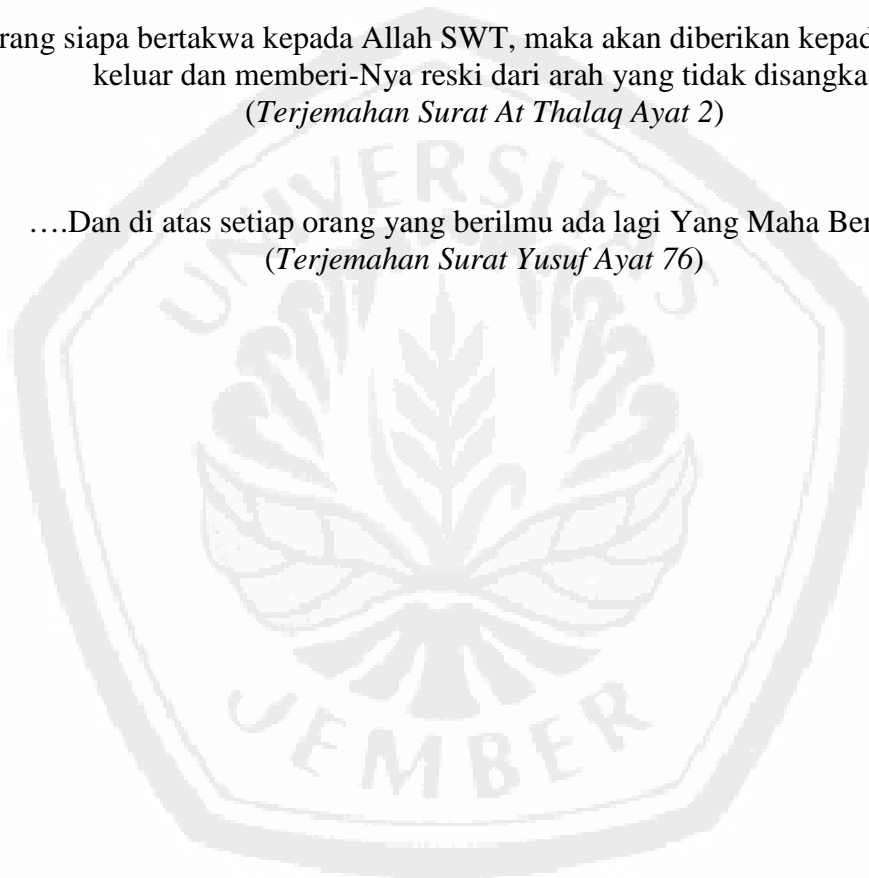 rang siapa bertakwa kepada Allah SWT, maka akan diberikan kepad
keluar dan memberi-Nya reski dari arah yang tidak disangka
(Terjemahan Surat At Thalaq Ayat 2)
….Dan di atas setiap orang yang berilmu ada lagi Yang Maha Ber
(Terjemahan Surat Yusuf Ayat 76)
UNIVERSITAS
JEMBER